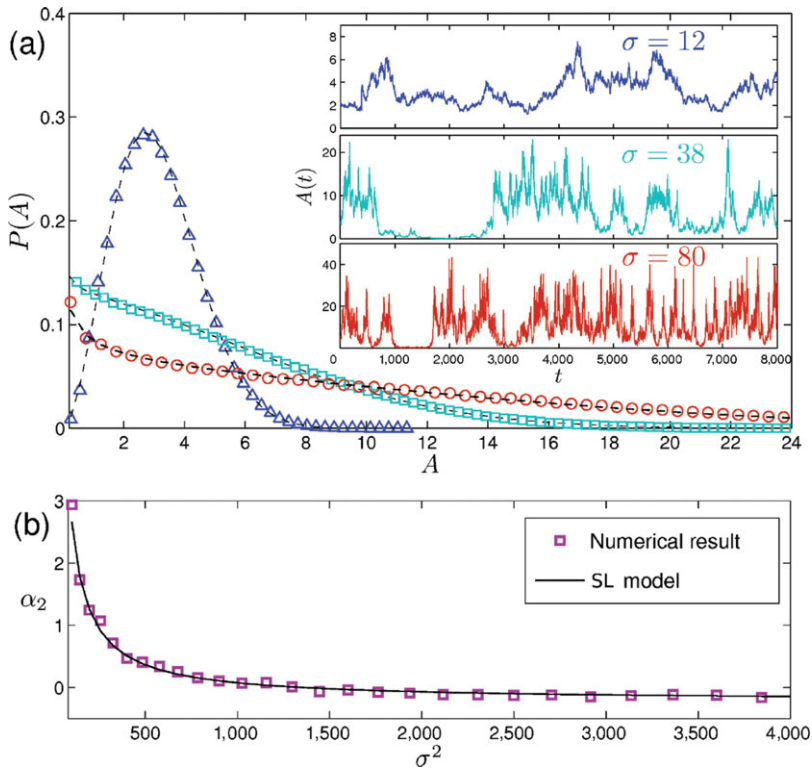 (a)
P(A)
0.4
0.3
0.2
0.1
0
2 4 6 8 10 12 14 16 18 20 22 24
A
σ = 12
8
6
4
2
0
σ = 38
20
10
0
A(t)
σ = 80
40
20
0
0 1,000 2,000 3,000 4,000 5,000 6,000 7,000 8,000
t
(b)
α₂
3
2
1
0
500 1,000 1,500 2,000 2,500 3,000 3,500 4,000
σ²
Numerical result
SL model